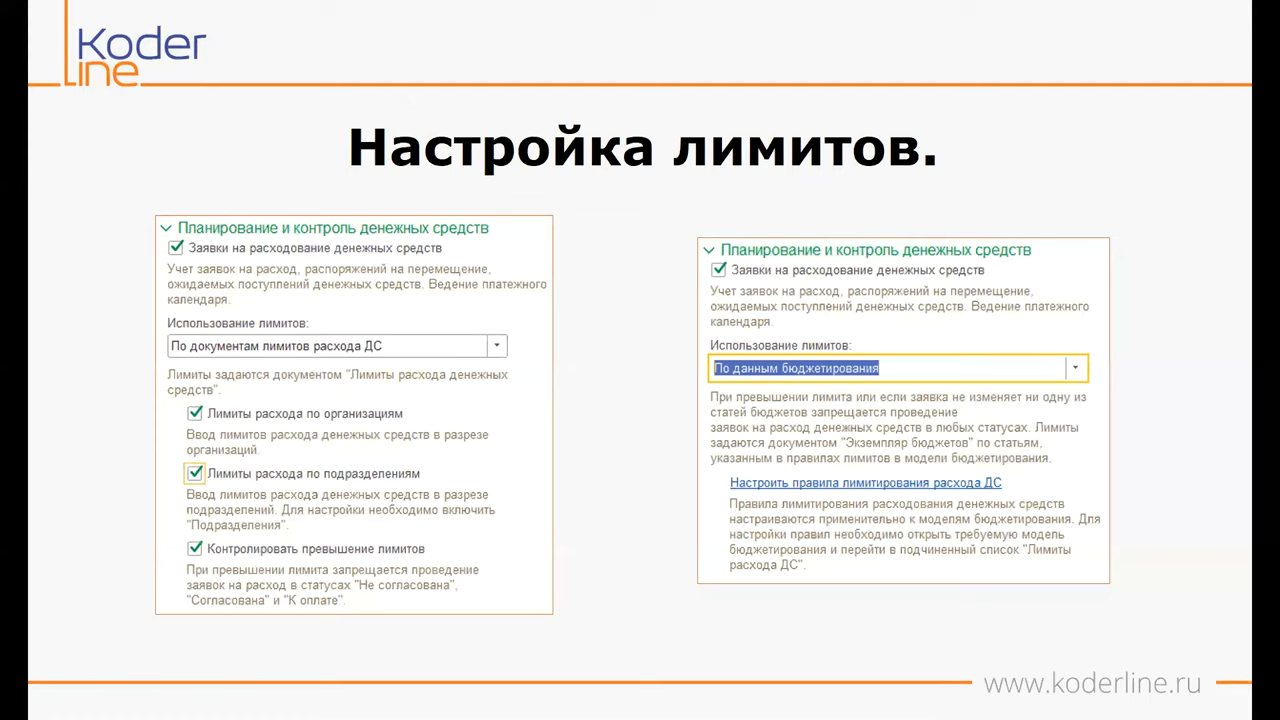 Koder
Line
Настройка лимитов.
Планирование и контроль денежных средств
Заявки на расходование денежных средств
Учет заявок на расход, распоряжений на перемещение,
ожидаемых поступлений денежных средств. Ведение платежного
календаря.
Использование лимитов:
По документам лимитов расхода ДС
Лимиты задаются документом "Лимиты расхода денежных
средств".
Лимиты расхода по организациям
Ввод лимитов расхода денежных средств в разрезе
организаций.
Лимиты расхода по подразделениям
Ввод лимитов расхода денежных средств в разрезе
подразделений. Для настройки необходимо включить
"Подразделения".
Контролировать превышение лимитов
При превышении лимита запрещается проведение
заявок на расход в статусах "Не согласована",
"Согласована" и "К оплате".
Планирование и контроль денежных средств
Заявки на расходование денежных средств
Учет заявок на расход, распоряжений на перемещение,
ожидаемых поступлений денежных средств. Ведение платежного
календаря.
Использование лимитов:
По данным бюджетирования
При превышении лимита или если заявка не изменяет ни одну из
статей бюджетов запрещается проведение
заявок на расход денежных средств в любых статусах. Лимиты
задаются документом "Экземпляр бюджетов" по статьям,
указанным в правилах лимитов в модели бюджетирования.
Настроить правила лимитирования расхода ДС
Правила лимитирования расходования денежных средств
настраиваются применительно к моделям бюджетирования. Для
настройки правил необходимо открыть требуемую модель
бюджетирования и перейти в подчиненный список "Лимиты
расхода ДС".
www.koderline.ru